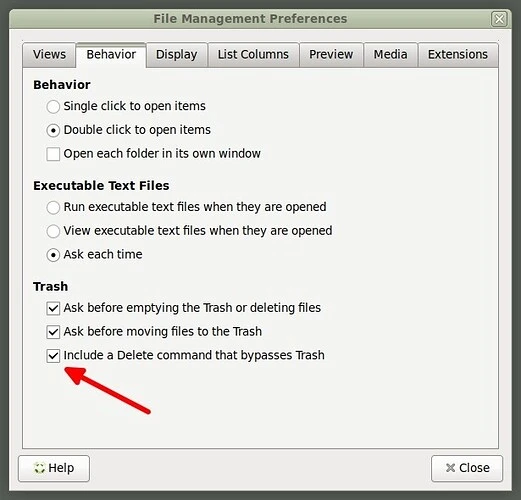 File Management Preferences
Views Behavior Display List Columns Preview Media Extensions
Behavior
Single click to open items
Double click to open items
Open each folder in its own window
Executable Text Files
Run executable text files when they are opened
View executable text files when they are opened
Ask each time
Trash
Ask before emptying the Trash or deleting files
Ask before moving files to the Trash
Include a Delete command that bypasses Trash
Help Close